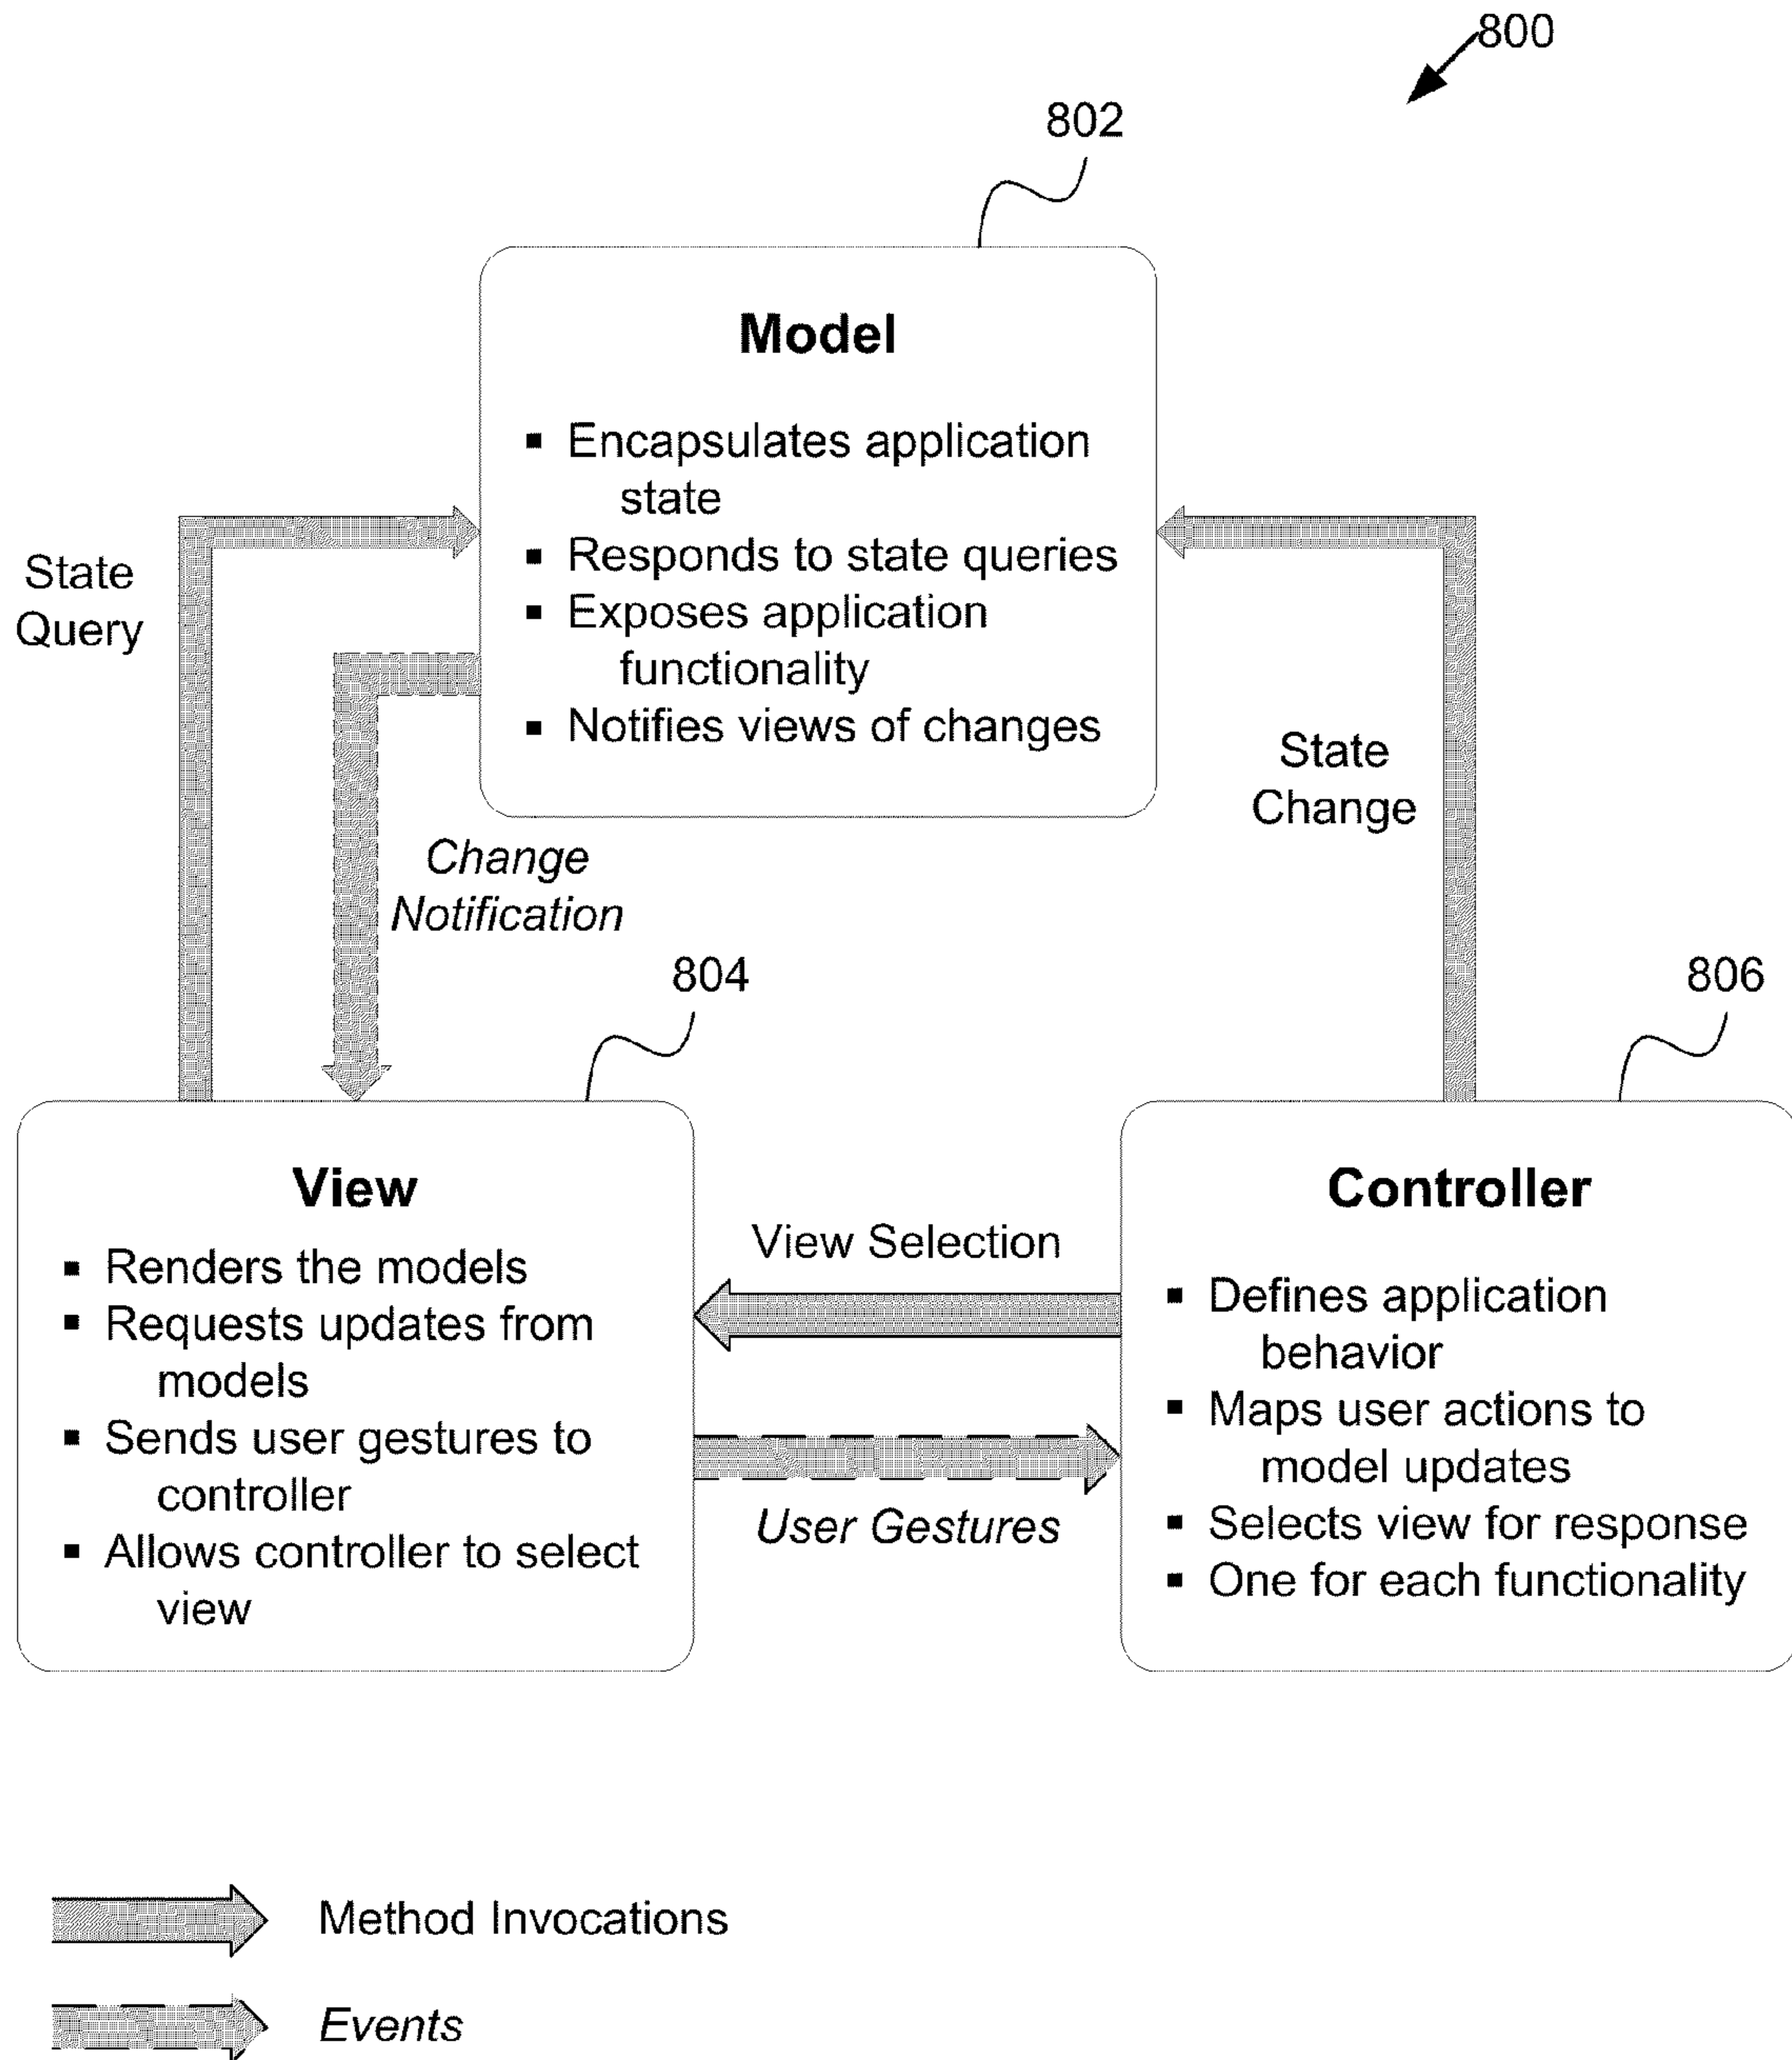 800
802
Model
▪ Encapsulates application
state
▪ Responds to state queries
▪ Exposes application
functionality
▪ Notifies views of changes
State
Query
State
Change
Change
Notification
804
806
View
▪ Renders the models
▪ Requests updates from
models
▪ Sends user gestures to
controller
▪ Allows controller to select
view
View Selection
User Gestures
Controller
▪ Defines application
behavior
▪ Maps user actions to
model updates
▪ Selects view for response
▪ One for each functionality
Method Invocations
Events